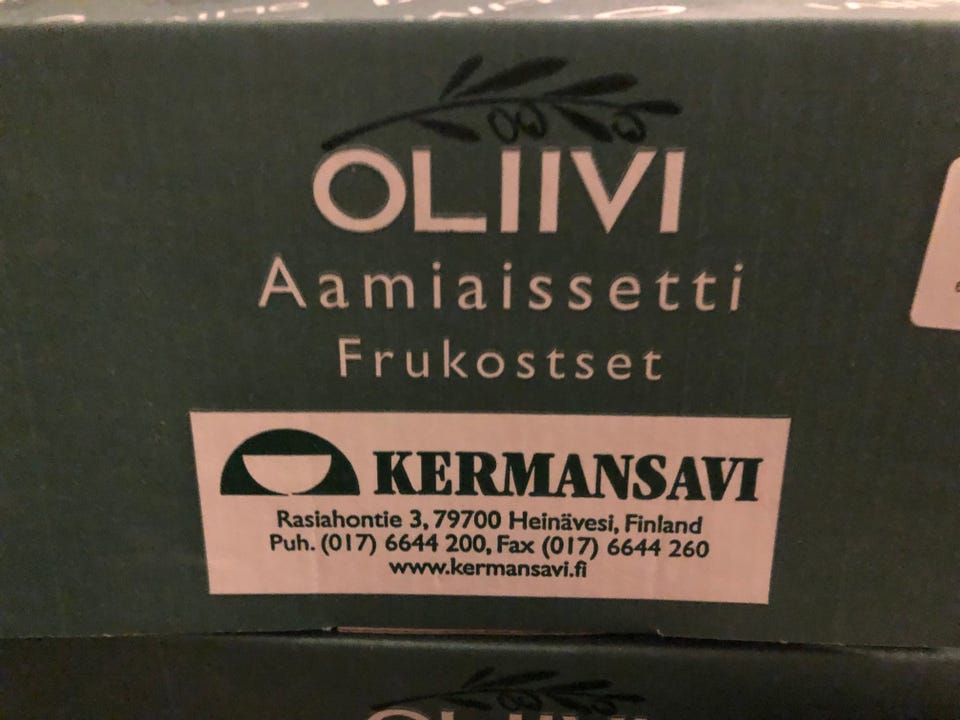 OLIIVI
Aamiaissetti
Frukostset
KERMANSAVI
Rasiahontie 3, 79700 Heinävesi, Finland
Puh. (017) 6644 200, Fax (017) 6644 260
www.kermansavi.fi
OLIIVI